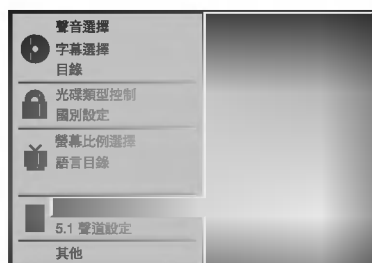 聲音選擇
字幕選擇
目錄
光碟類型控制
國別設定
螢幕比例選擇
語言目錄
5.1 聲道設定
其他